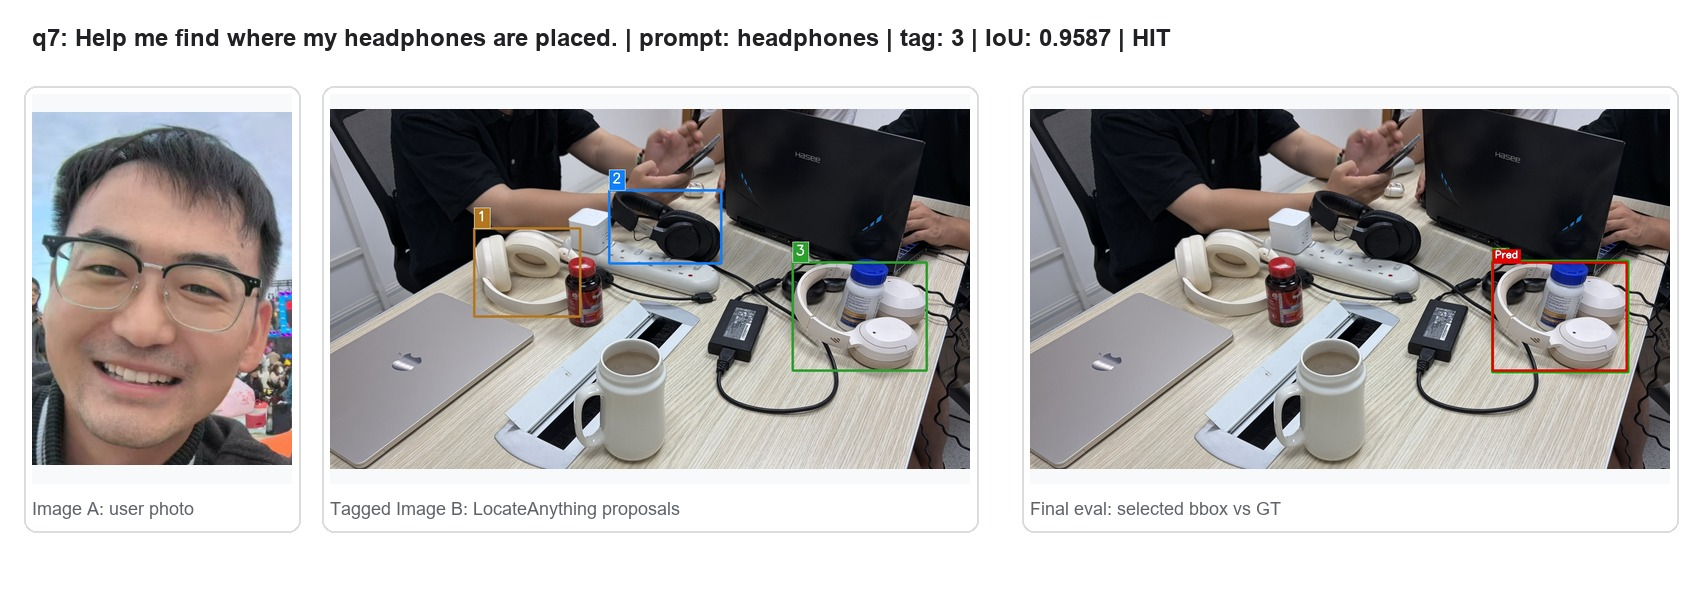 q7: Help me find where my headphones are placed. | prompt: headphones | tag: 3 | IoU: 0.9587 | HIT
1
2
3
HASEE
Pred
HASEE
Image A: user photo
Tagged Image B: LocateAnything proposals
Final eval: selected bbox vs GT